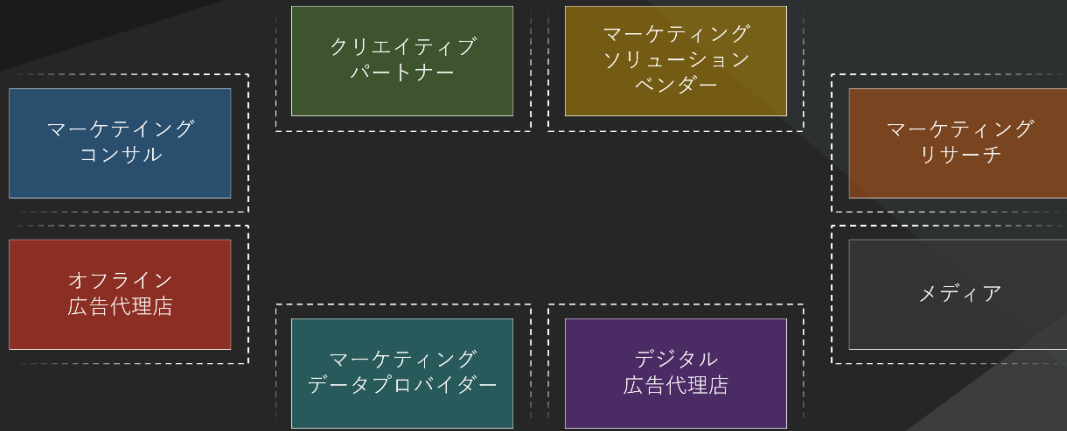 クリエイティブ
パートナー
マーケティング
ソリューション
ベンダー
マーケテイング
コンサル
マーケティング
リサーチ
オフライン
広告代理店
メディア
マーケティング
データプロバイダー
デジタル
広告代理店